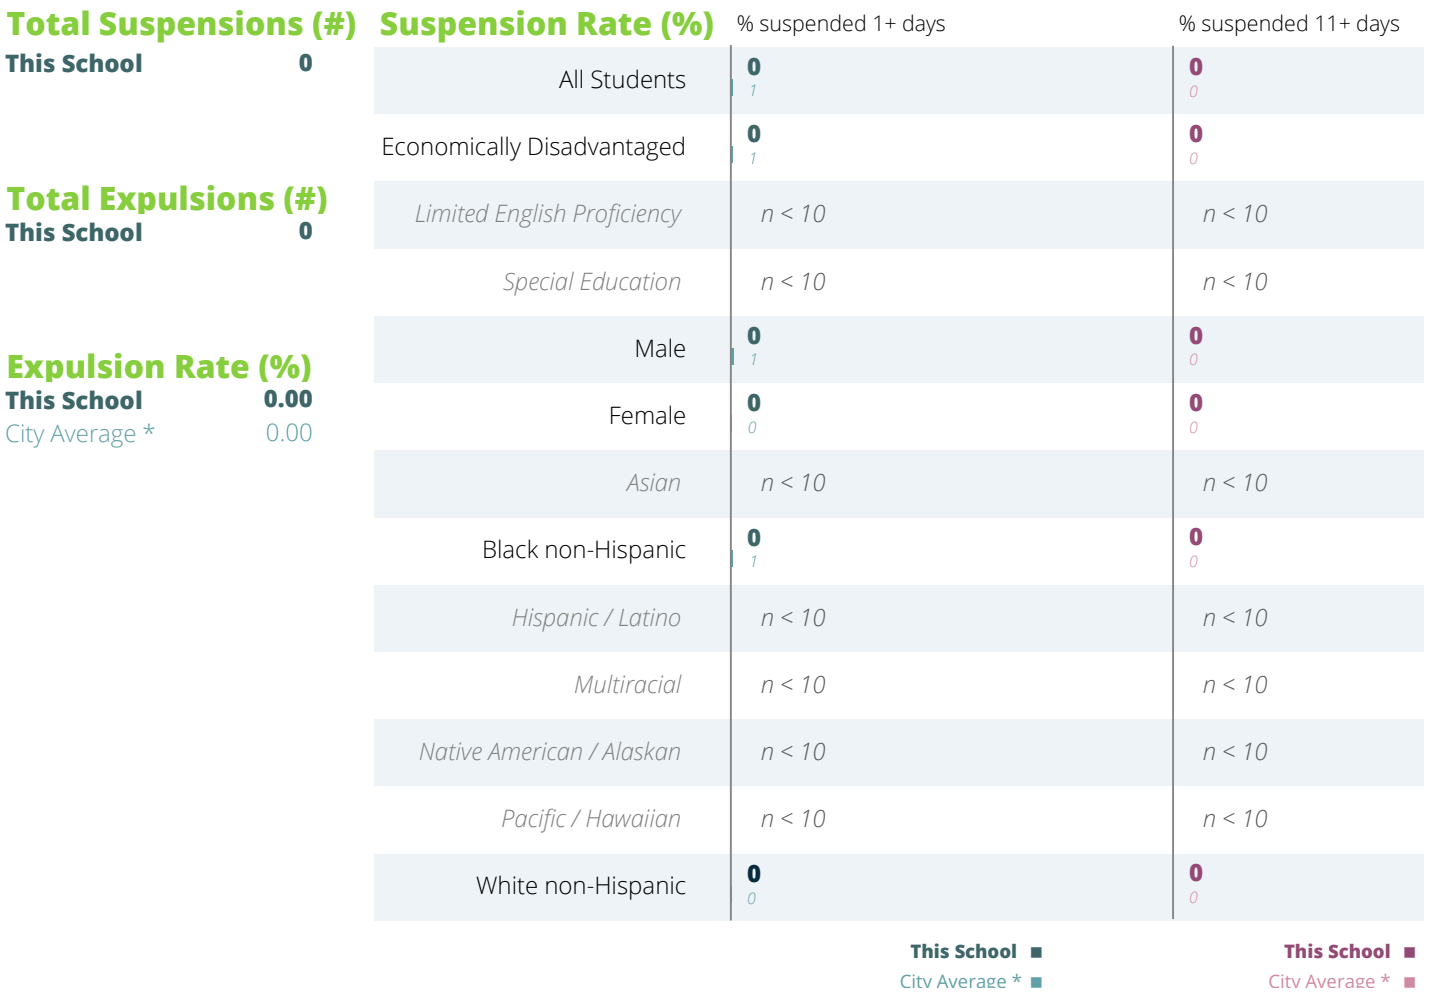 Total Suspensions (#)
This School 0
Total Expulsions (#)
This School 0
Expulsion Rate (%)
This School 0.00
City Average * 0.00
Suspension Rate (%) % suspended 1+ days % suspended 11+ days
All Students 0 0
1 0
Economically Disadvantaged 0 0
1 0
Limited English Proficiency n < 10 n < 10
Special Education n < 10 n < 10
Male 0 0
1 0
Female 0 0
0 0
Asian n < 10 n < 10
Black non-Hispanic 0 0
1 0
Hispanic / Latino n < 10 n < 10
Multiracial n < 10 n < 10
Native American / Alaskan n < 10 n < 10
Pacific / Hawaiian n < 10 n < 10
White non-Hispanic 0 0
0 0
This School This School
City Average * City Average *